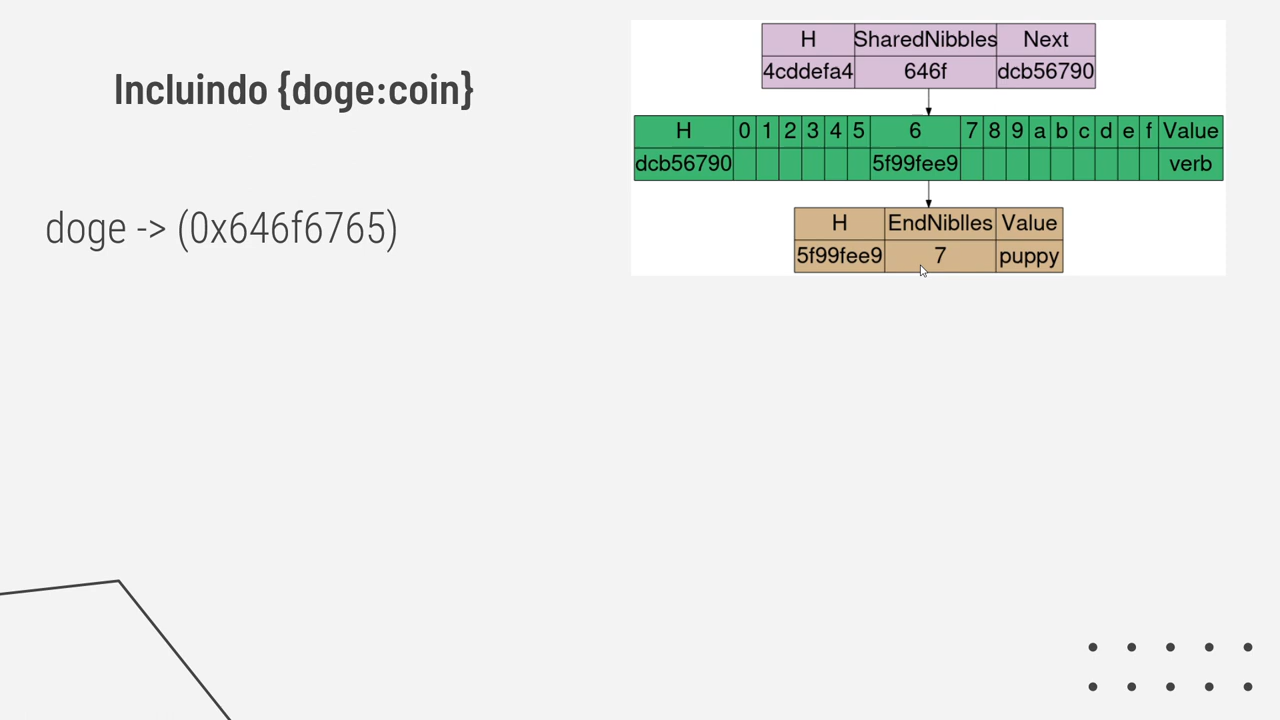 Incluindo {doge:coin}
doge -> (0x646f6765)
H SharedNibbles Next
4cddefa4 646f dcb56790
H 0 1 2 3 4 5 6 7 8 9 a b c d e f Value
dcb56790 5f99fee9 verb
H EndNiblles Value
5f99fee9 7 puppy